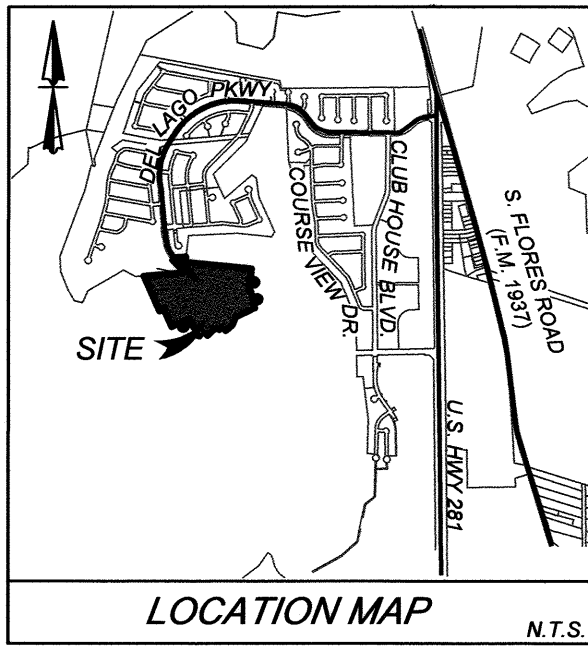 DEL LAGO PKWY
COURSE VIEW DR.
CLUB HOUSE BLVD.
S. FLORES ROAD
(F.M. 1937)
SITE
U.S. HWY 281
LOCATION MAP
N.T.S.